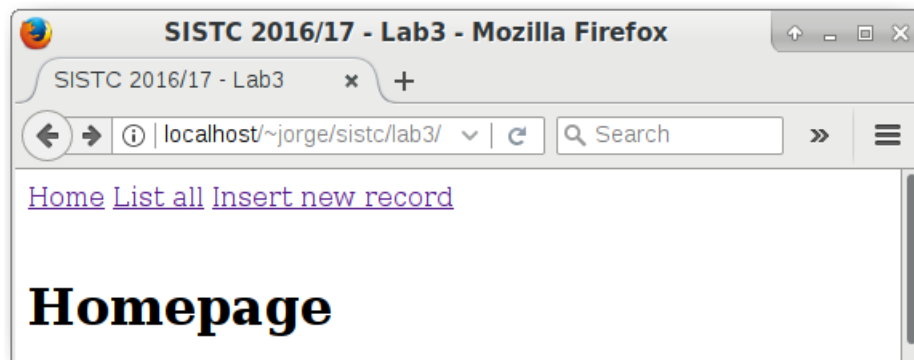 SISTC 2016/17 - Lab3 - Mozilla Firefox
SISTC 2016/17 - Lab3
localhost/~jorge/sistc/lab3/ Search
Home List all Insert new record
Homepage